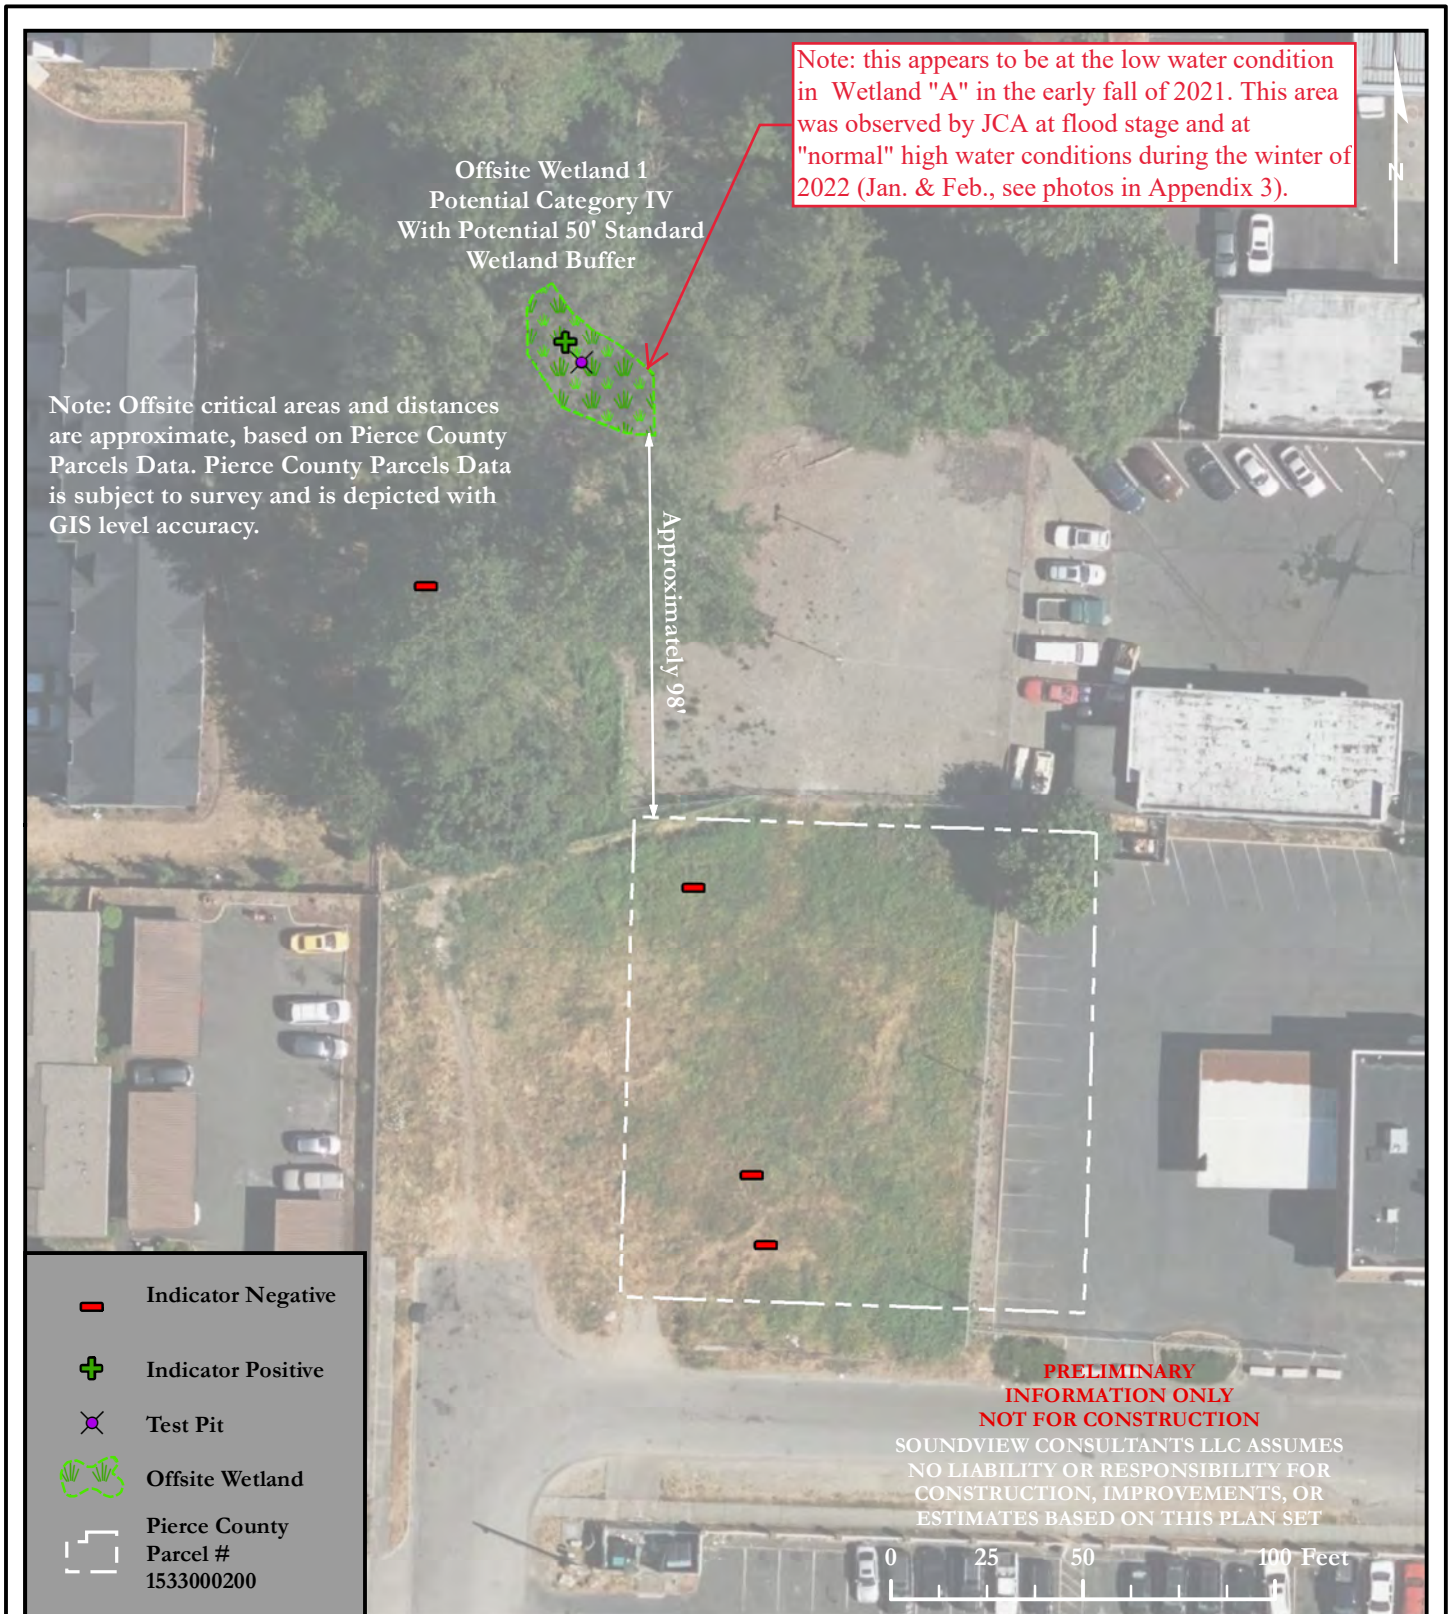 Note: this appears to be at the low water condition
in Wetland "A" in the early fall of 2021. This area
was observed by JCA at flood stage and at
"normal" high water conditions during the winter of
2022 (Jan. & Feb., see photos in Appendix 3).
N
Offsite Wetland 1
Potential Category IV
With Potential 50' Standard
Wetland Buffer
Note: Offsite critical areas and distances
are approximate, based on Pierce County
Parcels Data. Pierce County Parcels Data
is subject to survey and is depicted with
GIS level accuracy.
Approximately 98'
Indicator Negative
Indicator Positive
Test Pit
Offsite Wetland
Pierce County
Parcel #
1533000200
PRELIMINARY
INFORMATION ONLY
NOT FOR CONSTRUCTION
SOUNDVIEW CONSULTANTS LLC ASSUMES
NO LIABILITY OR RESPONSIBILITY FOR
CONSTRUCTION, IMPROVEMENTS, OR
ESTIMATES BASED ON THIS PLAN SET
0 25 50 100 Feet